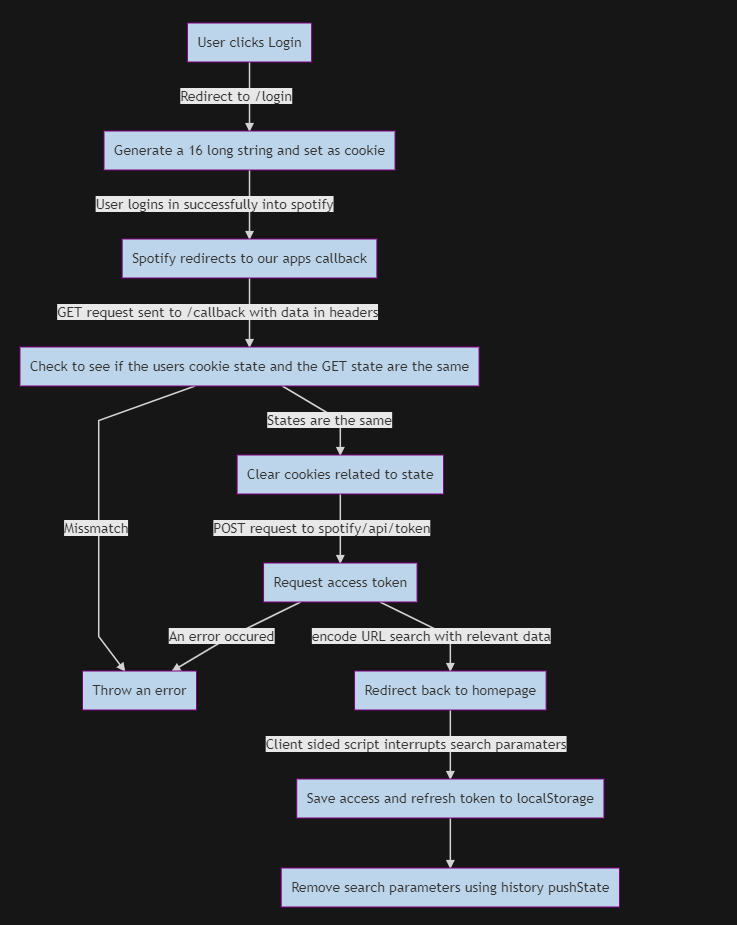 User clicks Login
Redirect to /login
Generate a 16 long string and set as cookie
User logins in successfully into spotify
Spotify redirects to our apps callback
GET request sent to /callback with data in headers
Check to see if the users cookie state and the GET state are the same
States are the same
Clear cookies related to state
Missmatch
POST request to spotify/api/token
Request access token
An error occured
encode URL search with relevant data
Throw an error
Redirect back to homepage
Client sided script interrupts search paramaters
Save access and refresh token to localStorage
Remove search parameters using history pushState